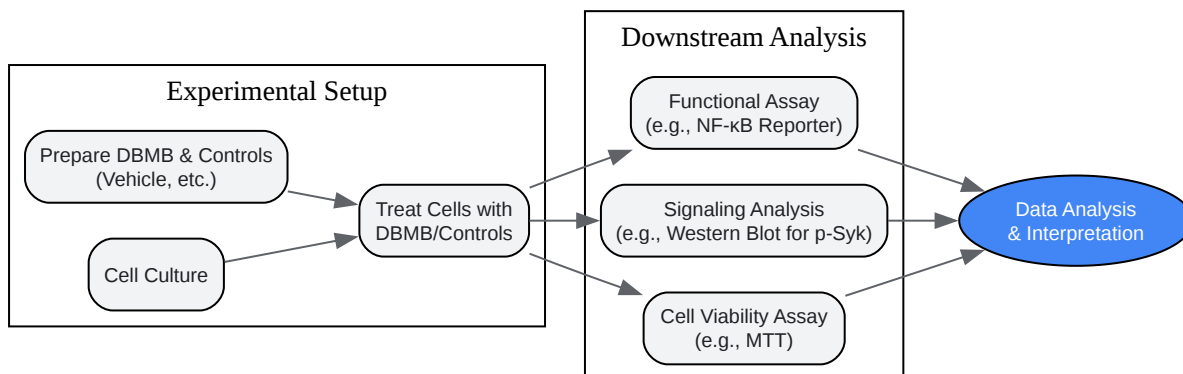 Experimental Setup
Prepare DBMB & Controls
(Vehicle, etc.)
Cell Culture
Treat Cells with
DBMB/Controls
Downstream Analysis
Functional Assay
(e.g., NF-κB Reporter)
Signaling Analysis
(e.g., Western Blot for p-Syk)
Cell Viability Assay
(e.g., MTT)
Data Analysis
& Interpretation